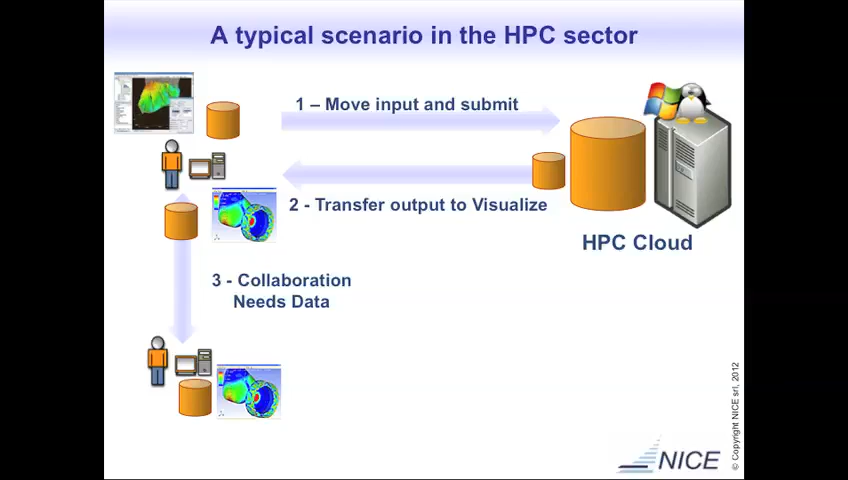 A typical scenario in the HPC sector
1 – Move input and submit
2 - Transfer output to Visualize
HPC Cloud
3 - Collaboration
Needs Data
NICE
© Copyright NICE srl, 2012